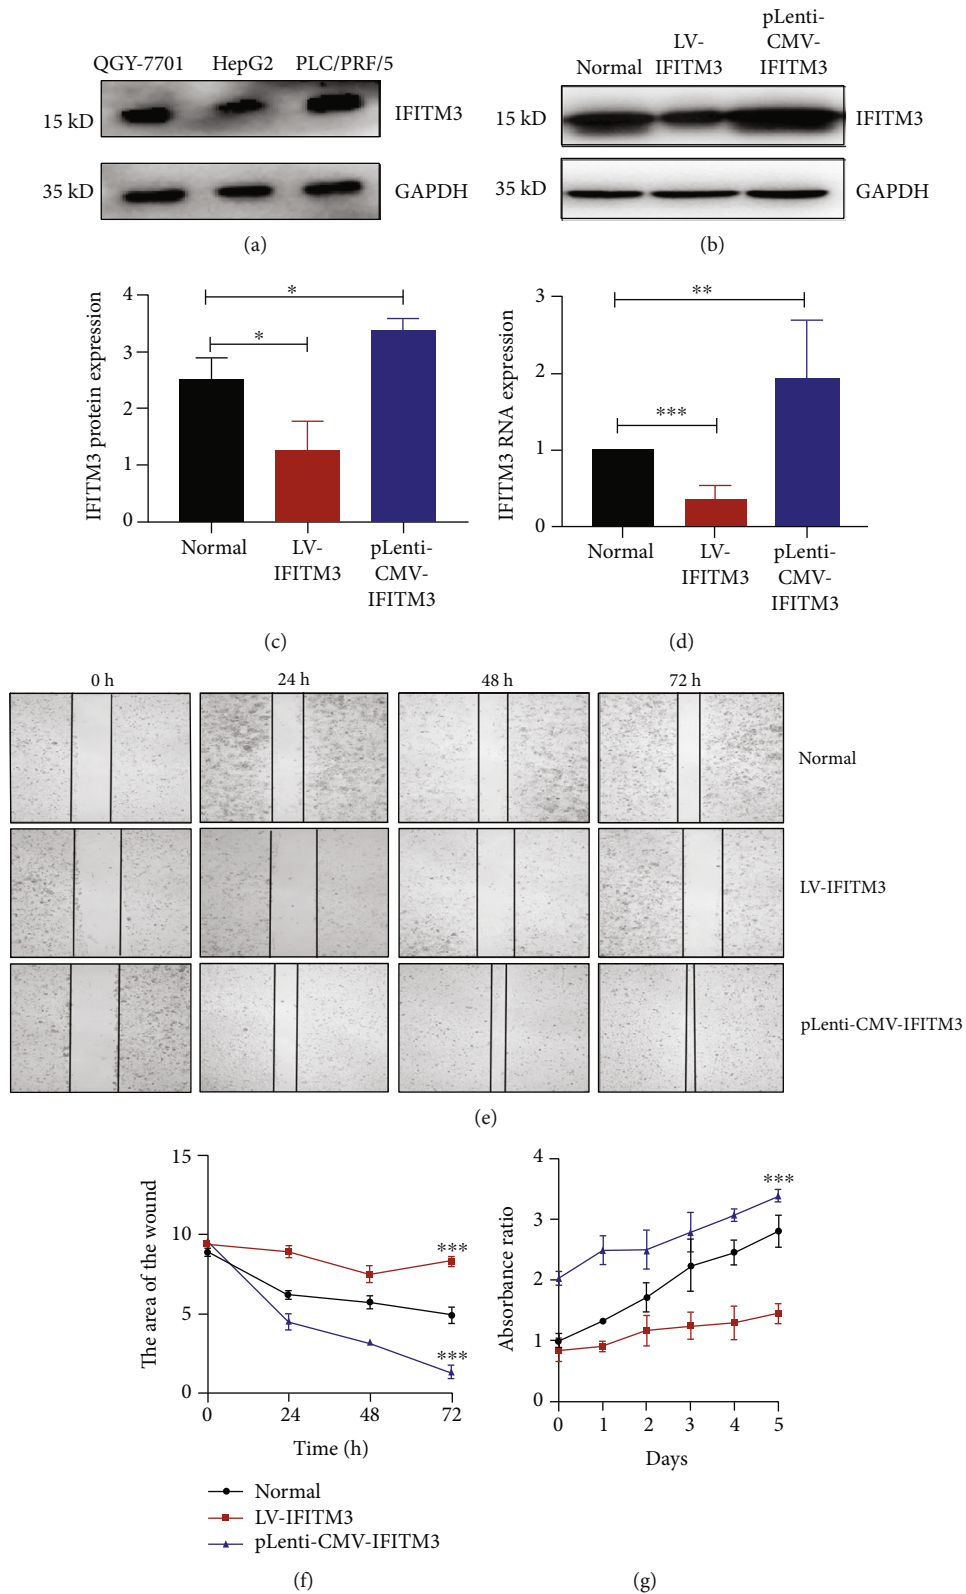 QGY-7701 HepG2 PLC/PRF/5
15 kD IFITM3
35 kD GAPDH
(a)
Normal LV-IFITM3 pLenti-CMV-IFITM3
15 kD IFITM3
35 kD GAPDH
(b)
IFITM3 protein expression
4
3
2
1
0
* *
Normal LV-IFITM3 pLenti-CMV-IFITM3
(c)
IFITM3 RNA expression
3
2
1
0
** ***
Normal LV-IFITM3 pLenti-CMV-IFITM3
(d)
0 h 24 h 48 h 72 h
Normal
LV-IFITM3
pLenti-CMV-IFITM3
(e)
The area of the wound
15
10
5
0
***
***
0 24 48 72
Time (h)
Normal
LV-IFITM3
pLenti-CMV-IFITM3
(f)
Absorbance ratio
4
3
2
1
0
***
0 1 2 3 4 5
Days
(g)